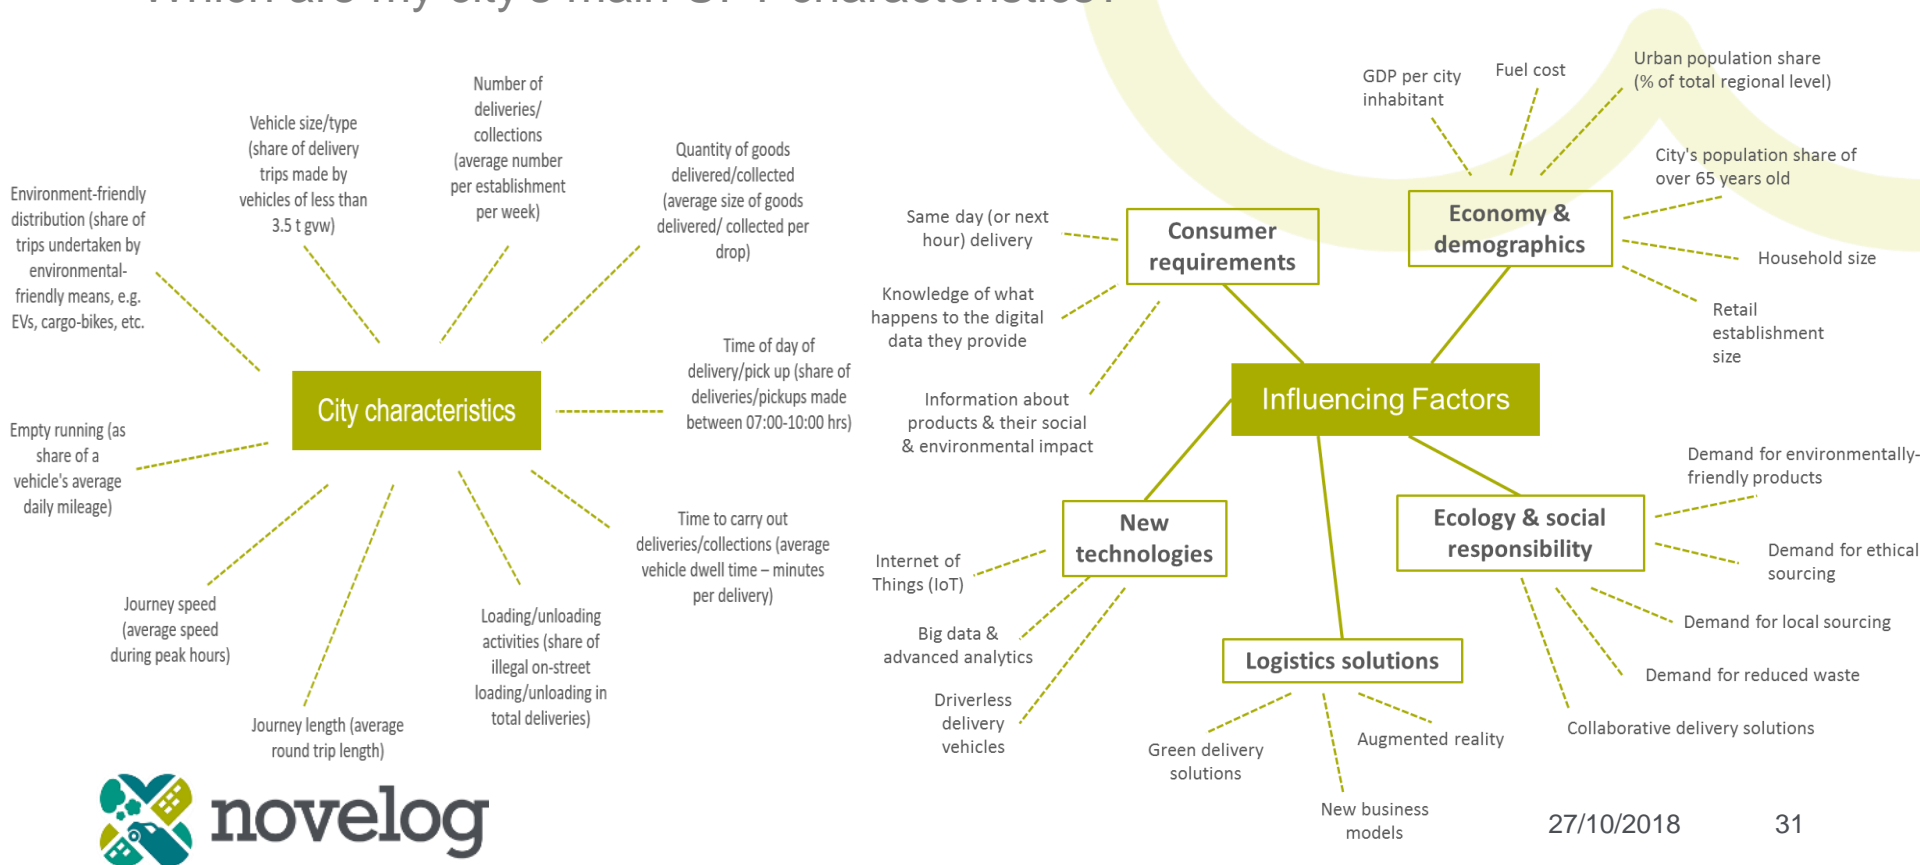 Number of
deliveries/
collections
(average number
per establishment
per week)
Vehicle size/type
(share of delivery
trips made by
vehicles of less than
3.5 t gvw)
Quantity of goods
delivered/collected
(average size of goods
delivered/ collected per
drop)
Environment-friendly
distribution (share of
trips undertaken by
environmental-
friendly means, e.g.
EVs, cargo-bikes, etc.
Time of day of
delivery/pick up (share of
deliveries/pickups made
between 07:00-10:00 hrs)
City characteristics
Empty running (as
share of a
vehicle's average
daily mileage)
Time to carry out
deliveries/collections (average
vehicle dwell time – minutes
per delivery)
Journey speed
(average speed
during peak hours)
Loading/unloading
activities (share of
illegal on-street
loading/unloading in
total deliveries)
Journey length (average
round trip length)
GDP per city
inhabitant
Fuel cost
Urban population share
(% of total regional level)
City's population share of
over 65 years old
Economy &
demographics
Household size
Retail
establishment
size
Same day (or next
hour) delivery
Consumer
requirements
Knowledge of what
happens to the digital
data they provide
Information about
products & their social
& environmental impact
Influencing Factors
New
technologies
Internet of
Things (IoT)
Big data &
advanced analytics
Driverless
delivery
vehicles
Logistics solutions
Green delivery
solutions
New business
models
Augmented reality
Ecology & social
responsibility
Demand for environmentally-
friendly products
Demand for ethical
sourcing
Demand for local sourcing
Demand for reduced waste
Collaborative delivery solutions
novelog
27/10/2018
31